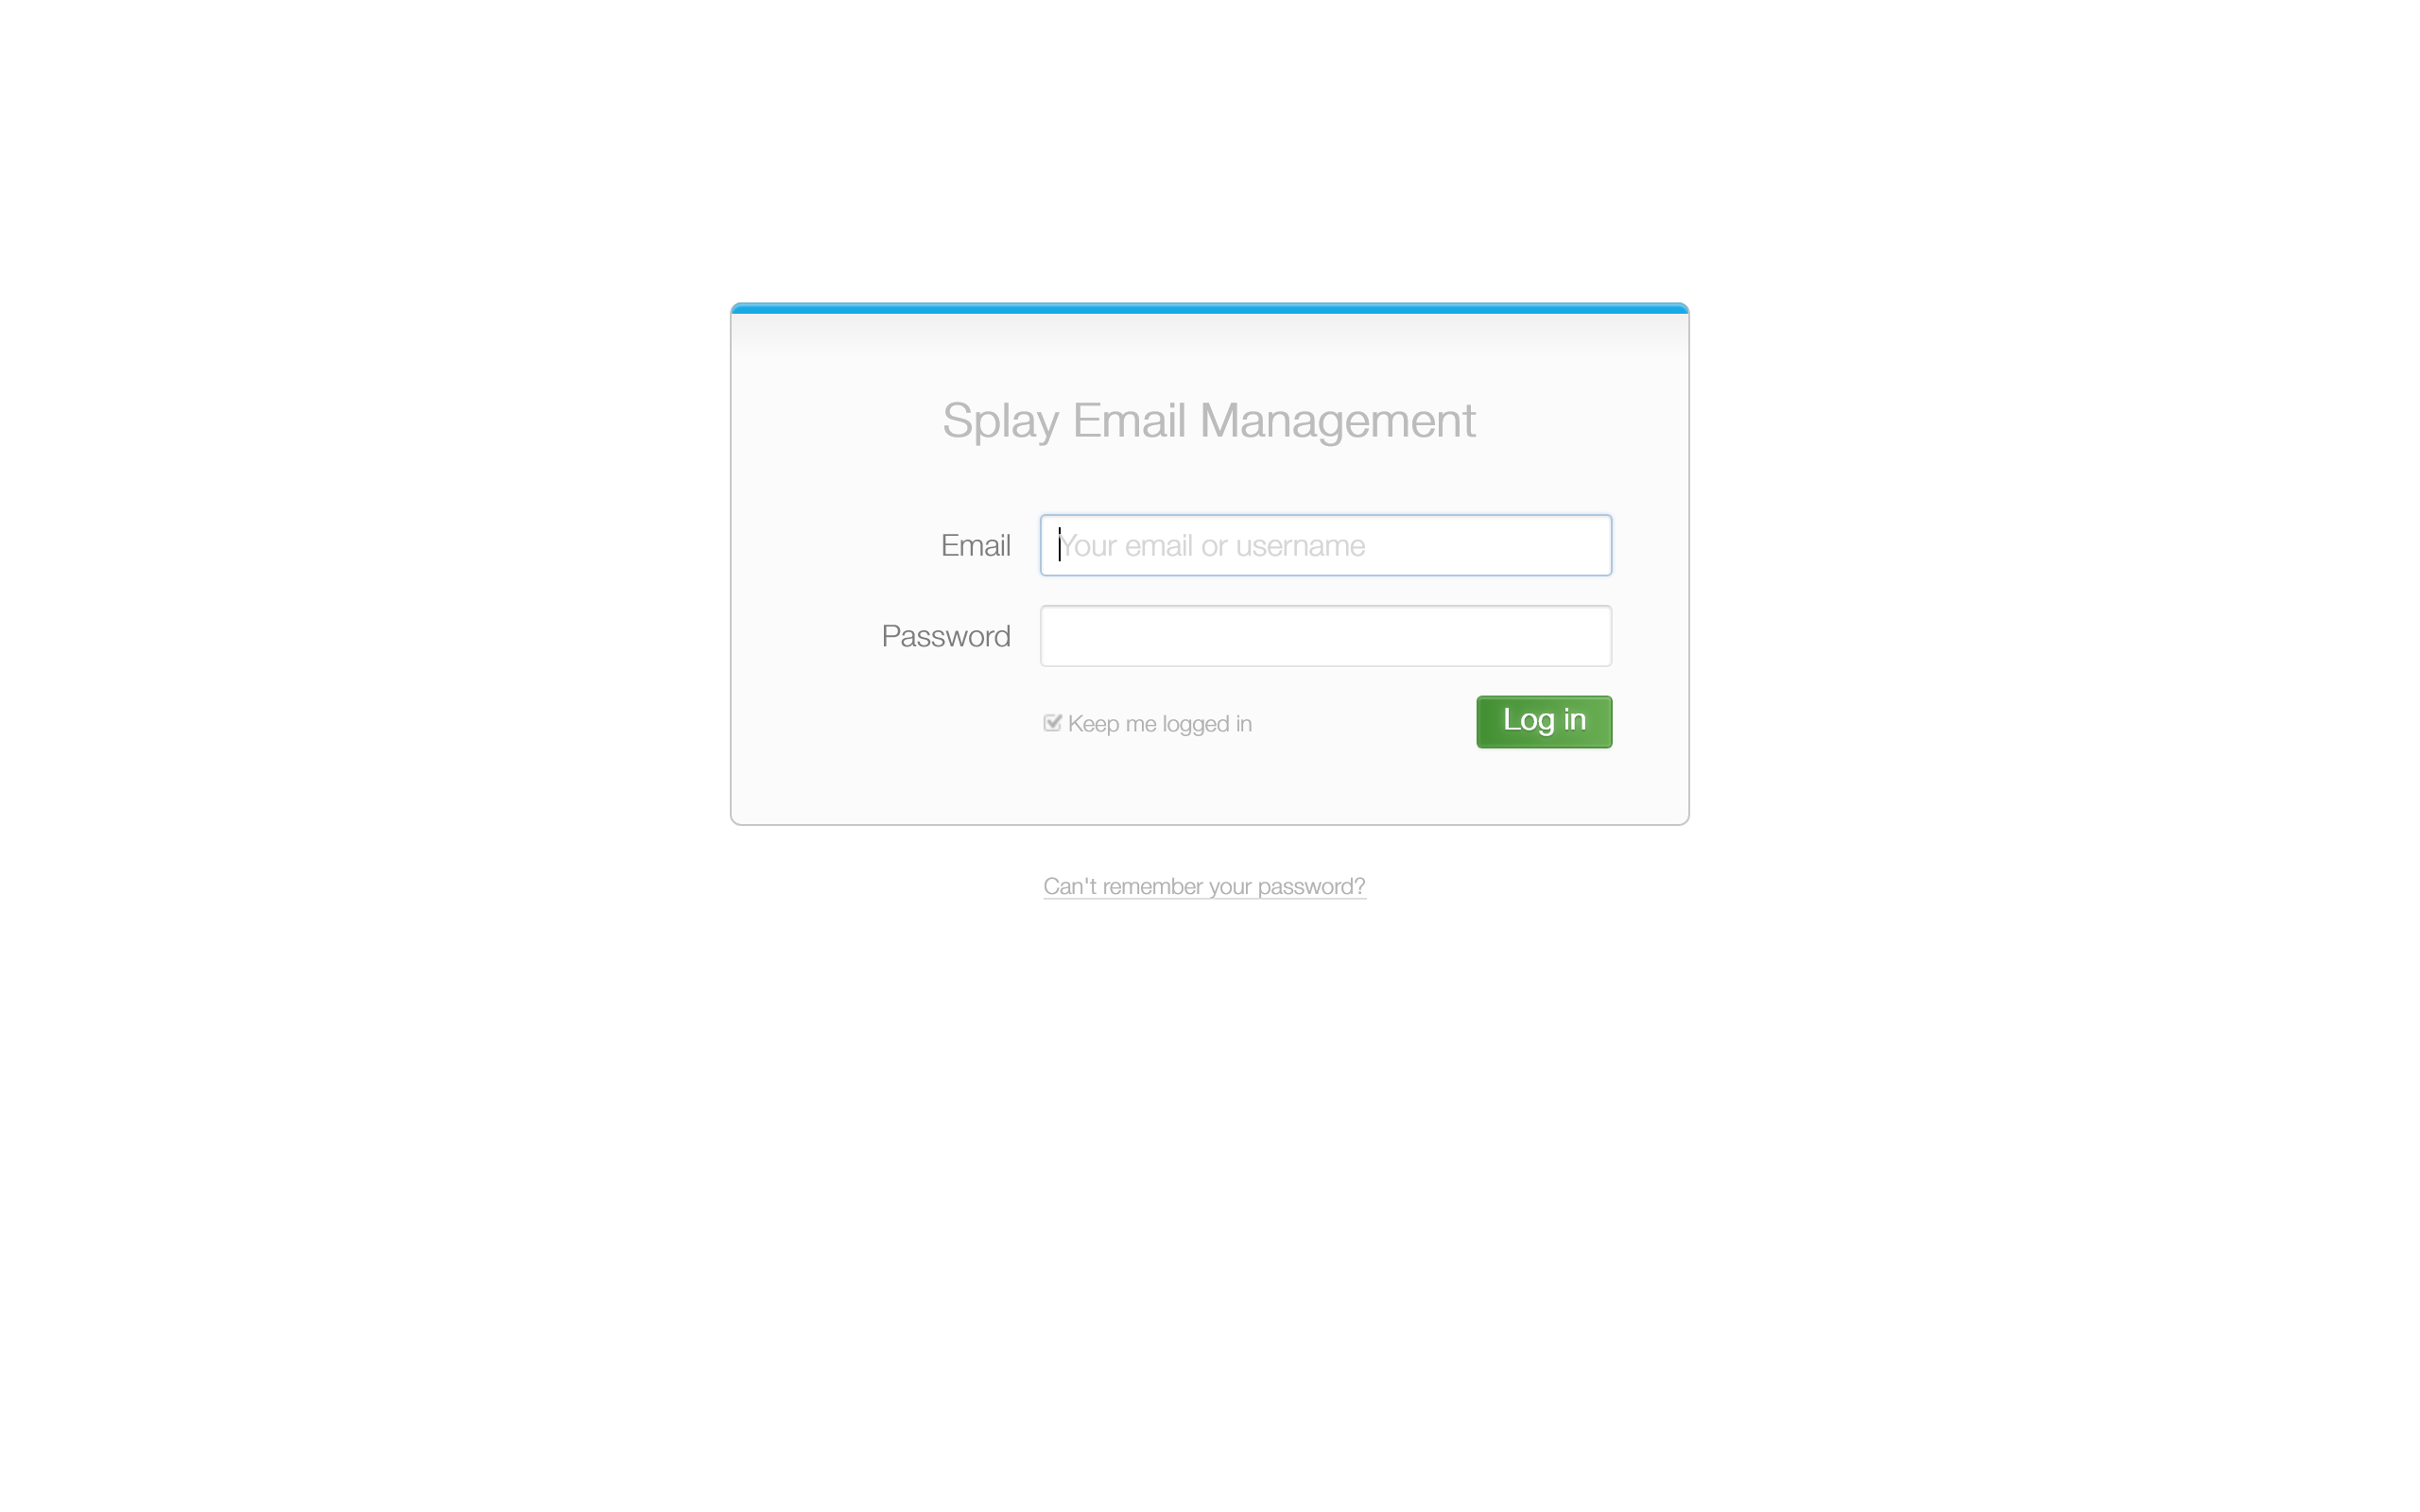 Splay Email Management
Email
Your email or username
Password
Keep me logged in
Log in
Can't remember your password?